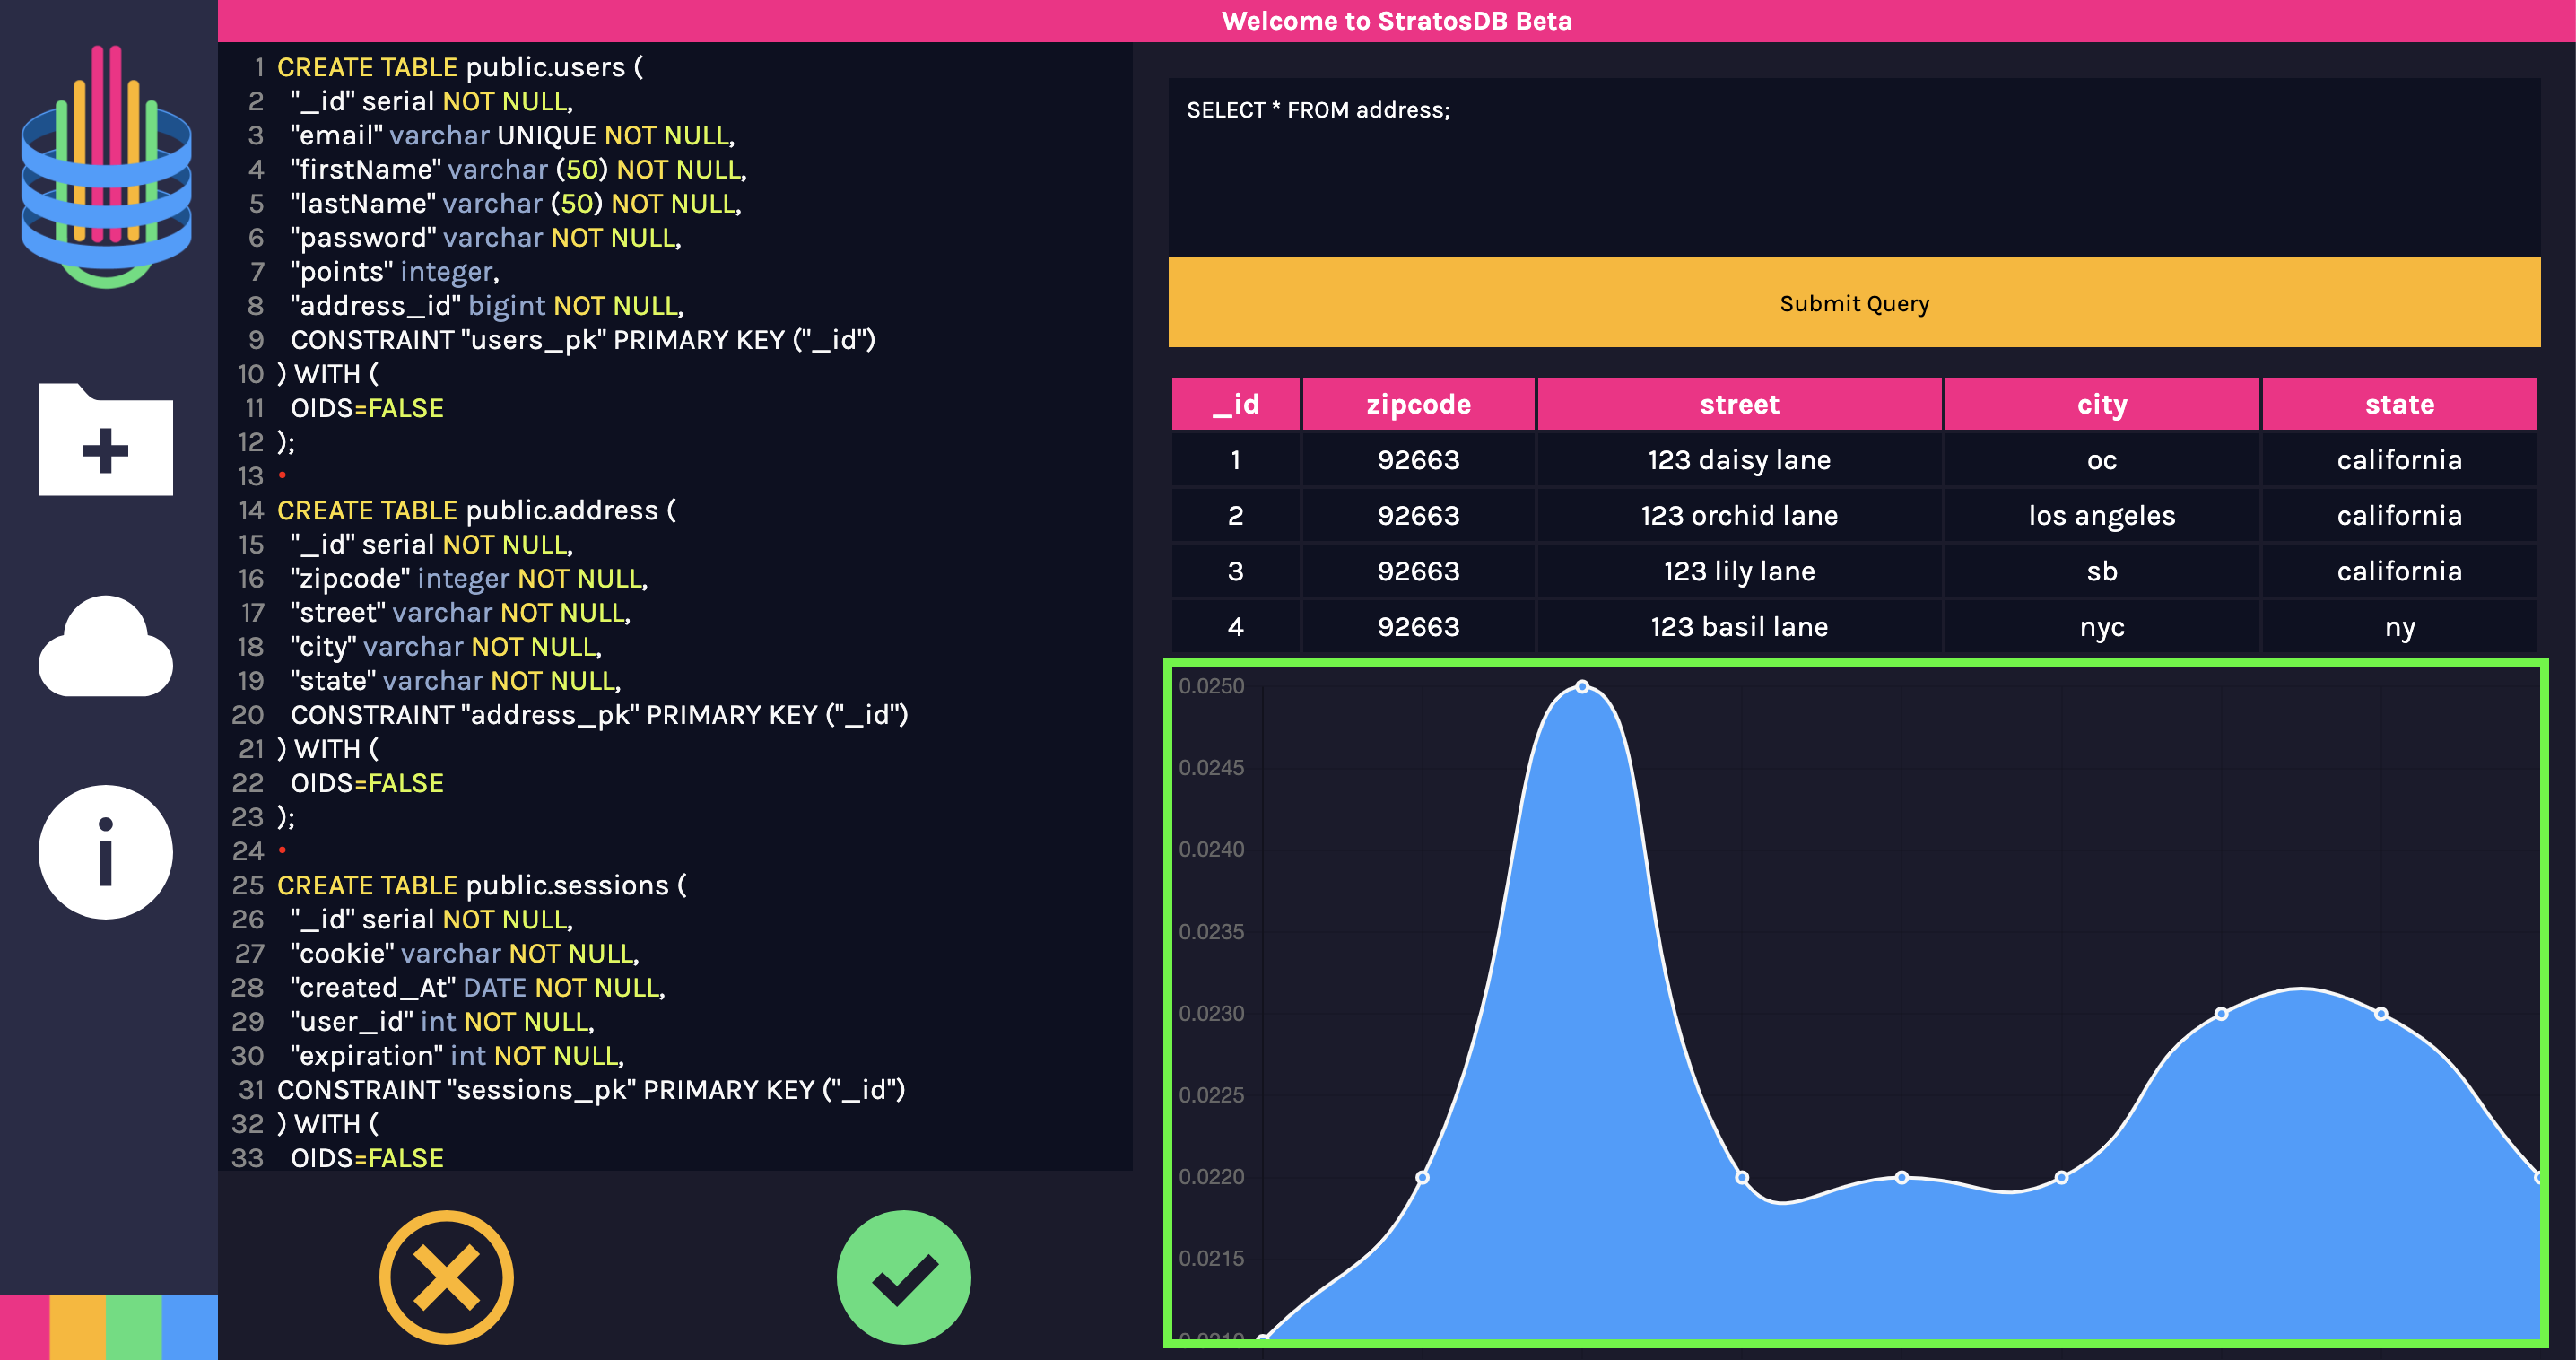 Welcome to StratosDB Beta
1 CREATE TABLE public.users (
2 "_id" serial NOT NULL,
3 "email" varchar UNIQUE NOT NULL,
4 "firstName" varchar (50) NOT NULL,
5 "lastName" varchar (50) NOT NULL,
6 "password" varchar NOT NULL,
7 "points" integer,
8 "address_id" bigint NOT NULL,
9 CONSTRAINT "users_pk" PRIMARY KEY ("_id")
10 ) WITH (
11 OIDS=FALSE
12 );
13 •
14 CREATE TABLE public.address (
15 "_id" serial NOT NULL,
16 "zipcode" integer NOT NULL,
17 "street" varchar NOT NULL,
18 "city" varchar NOT NULL,
19 "state" varchar NOT NULL,
20 CONSTRAINT "address_pk" PRIMARY KEY ("_id")
21 ) WITH (
22 OIDS=FALSE
23 );
24 •
25 CREATE TABLE public.sessions (
26 "_id" serial NOT NULL,
27 "cookie" varchar NOT NULL,
28 "created_At" DATE NOT NULL,
29 "user_id" int NOT NULL,
30 "expiration" int NOT NULL,
31 CONSTRAINT "sessions_pk" PRIMARY KEY ("_id")
32 ) WITH (
33 OIDS=FALSE
SELECT * FROM address;
Submit Query
_id zipcode street city state
1 92663 123 daisy lane oc california
2 92663 123 orchid lane los angeles california
3 92663 123 lily lane sb california
4 92663 123 basil lane nyc ny
0.0250
0.0245
0.0240
0.0235
0.0230
0.0225
0.0220
0.0215
0.0210